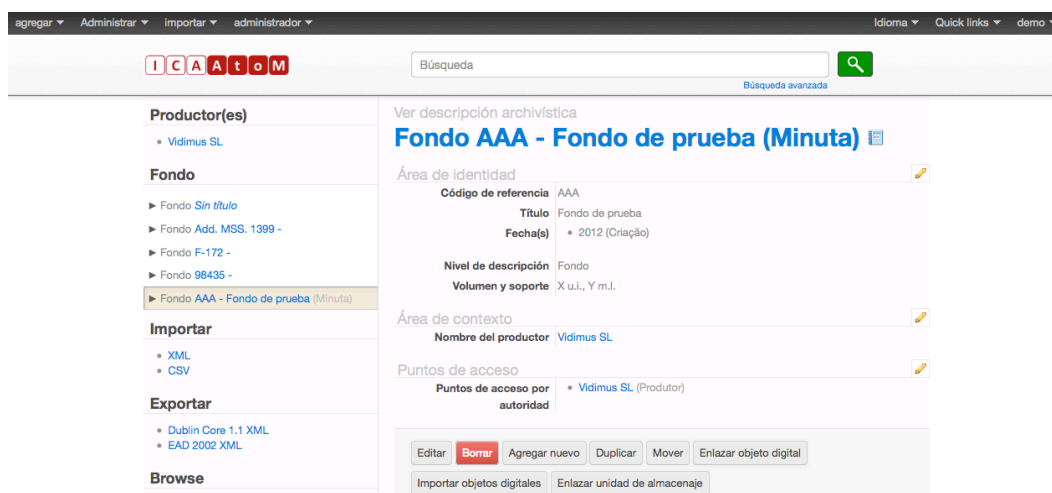 agregar Administrar importar administrador Idioma Quick links demo
ICAAtoM
Búsqueda
Búsqueda avanzada
Productor(es)
Vidimus SL
Fondo
Fondo Sin título
Fondo Add. MSS. 1399 -
Fondo F-172 -
Fondo 98435 -
Fondo AAA - Fondo de prueba (Minuta)
Importar
XML
CSV
Exportar
Dublin Core 1.1 XML
EAD 2002 XML
Browse
Ver descripción archivística
Fondo AAA - Fondo de prueba (Minuta)
Área de identidad
Código de referencia AAA
Título Fondo de prueba
Fecha(s) 2012 (Criação)
Nivel de descripción Fondo
Volumen y soporte X u.i., Y m.l.
Área de contexto
Nombre del productor Vidimus SL
Puntos de acceso
Puntos de acceso por Vidimus SL (Produtor)
autoridad
Editar Borrar Agregar nuevo Duplicar Mover Enlazar objeto digital
Importar objetos digitales Enlazar unidad de almacenaje